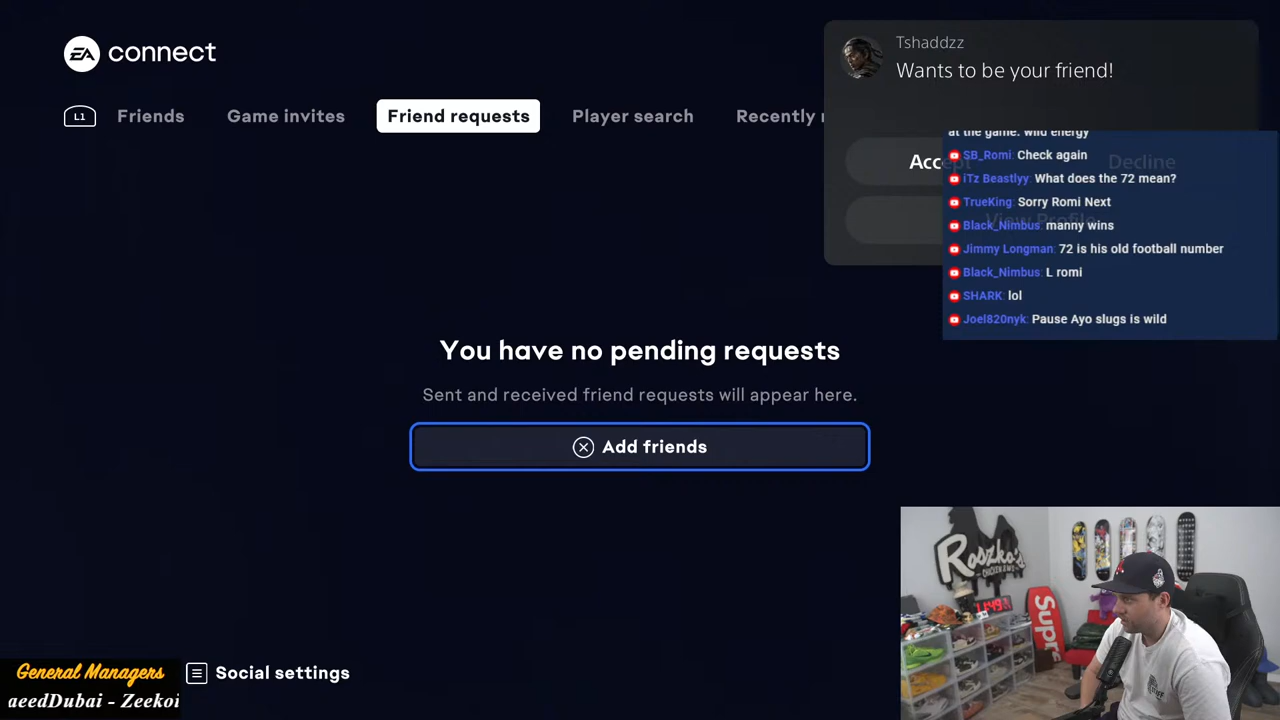 EA connect
L1 Friends Game invites Friend requests Player search Recently
Tshaddzz
Wants to be your friend!
Decline
View Profile
at the game. wild energy
SB_Romi: Check again
iTz Beastlyy: What does the 72 mean?
TrueKing: Sorry Romi Next
Black_Nimbus: manny wins
Jimmy Longman: 72 is his old football number
Black_Nimbus: L romi
SHARK: lol
Joel820nyk: Pause Ayo slugs is wild
You have no pending requests
Sent and received friend requests will appear here.
Add friends
Roszko's
General Managers
aeedDubai - Zeekoi
Social settings